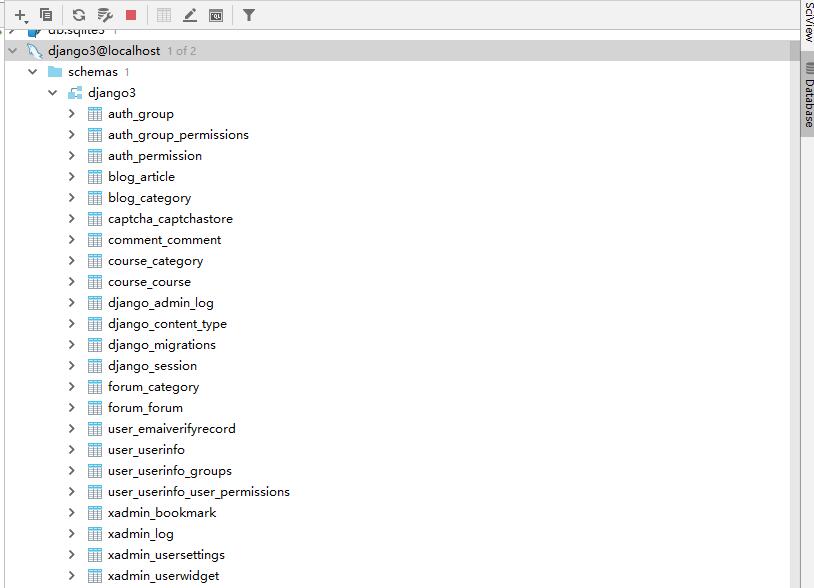 db.sqlite3 1
django3@localhost 1 of 2
schemas 1
django3
auth_group
auth_group_permissions
auth_permission
blog_article
blog_category
captcha_captchastore
comment_comment
course_category
course_course
django_admin_log
django_content_type
django_migrations
django_session
forum_category
forum_forum
user_emaiverifyrecord
user_userinfo
user_userinfo_groups
user_userinfo_user_permissions
xadmin_bookmark
xadmin_log
xadmin_usersettings
xadmin_userwidget
SciView
Database